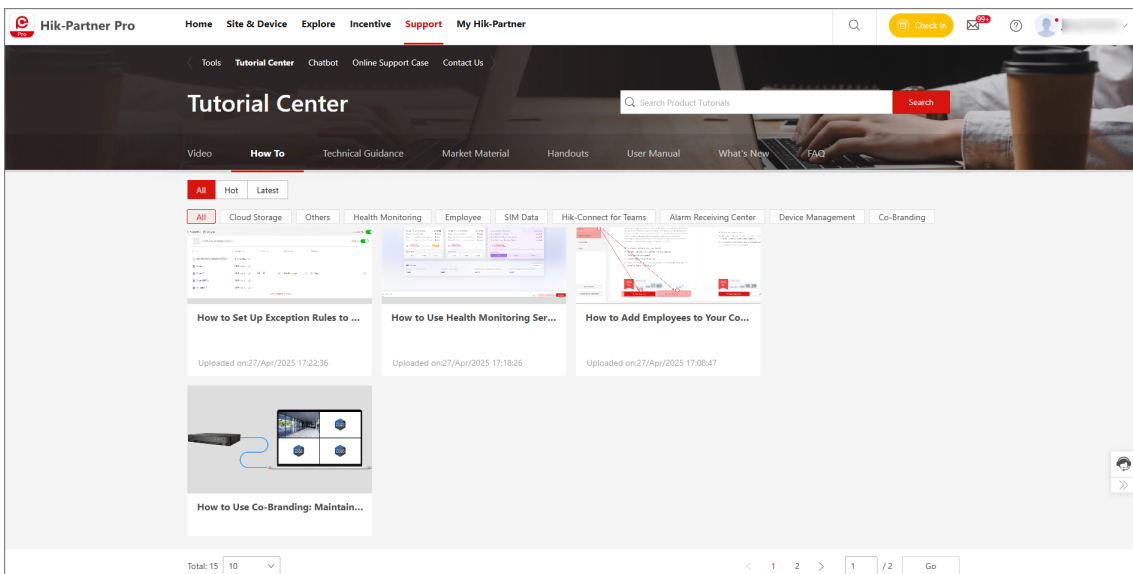 Hik-Partner Pro
Home Site & Device Explore Incentive Support My Hik-Partner
Check In
99+
Pro
Tools Tutorial Center Chatbot Online Support Case Contact Us
Tutorial Center
Search Product Tutorials
Search
Video How To Technical Guidance Market Material Handouts User Manual What's New FAQ
All Hot Latest
All Cloud Storage Others Health Monitoring Employee SIM Data Hik-Connect for Teams Alarm Receiving Center Device Management Co-Branding
How to Set Up Exception Rules to ...
How to Use Health Monitoring Ser...
How to Add Employees to Your Co...
Uploaded on:27/Apr/2025 17:22:36
Uploaded on:27/Apr/2025 17:18:26
Uploaded on:27/Apr/2025 17:08:47
How to Use Co-Branding: Maintain...
Total: 15 10
< 1 2 > 1 / 2 Go